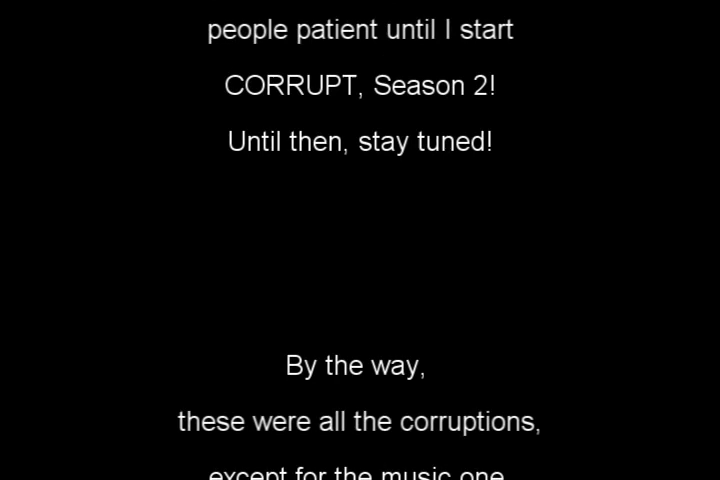 people patient until I start
CORRUPT, Season 2!
Until then, stay tuned!
By the way,
these were all the corruptions,
except for the music one